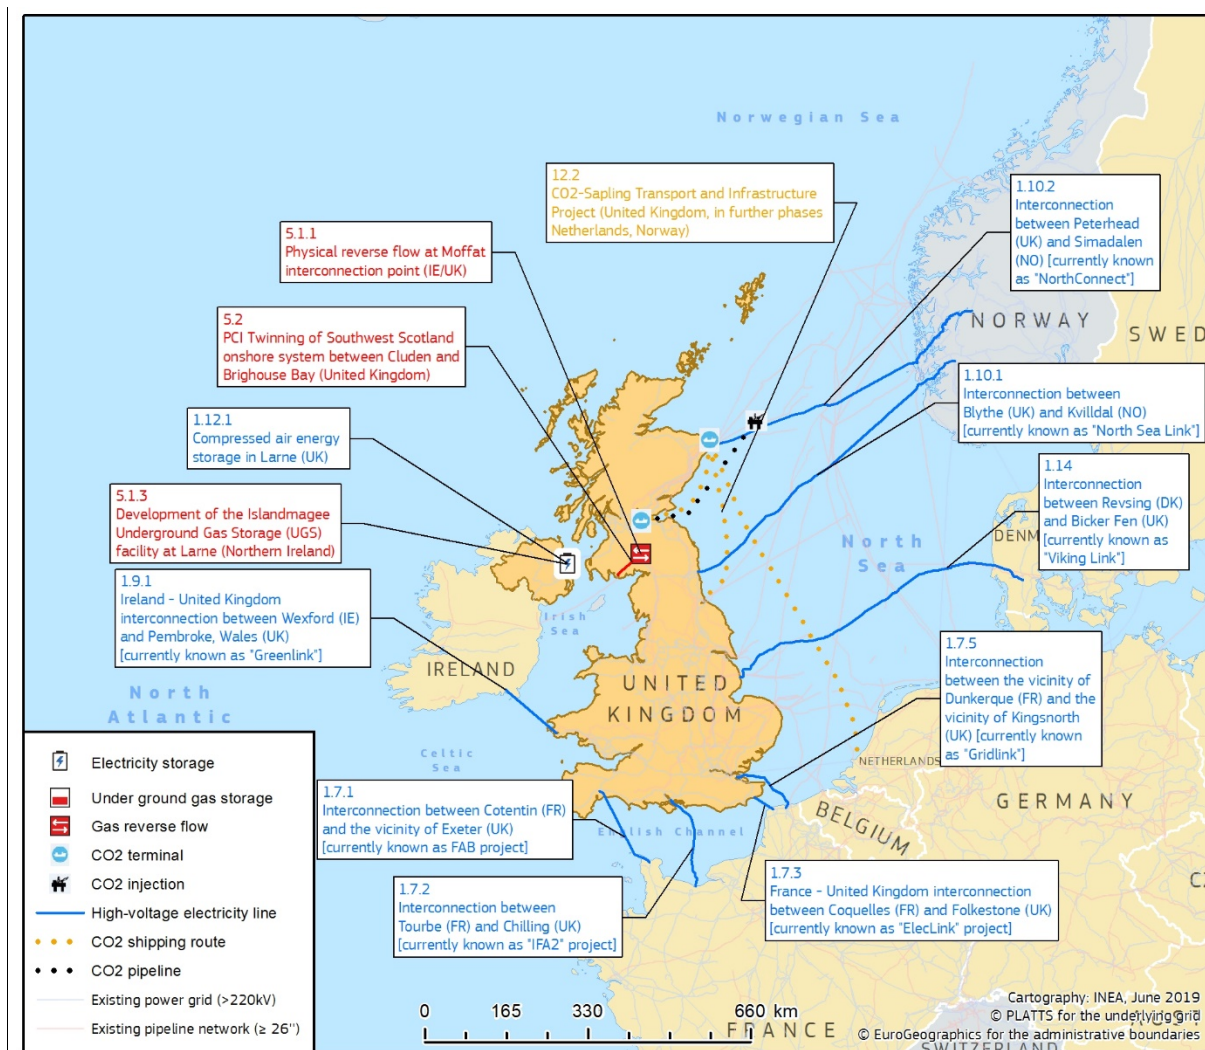 Norwegian Sea
12.2
CO2-Sapling Transport and Infrastructure
Project (United Kingdom, in further phases
Netherlands, Norway)
1.10.2
Interconnection
between Peterhead
(UK) and Simadalen
(NO) [currently known
as "NorthConnect"]
5.1.1
Physical reverse flow at Moffat
interconnection point (IE/UK)
5.2
PCI Twinning of Southwest Scotland
onshore system between Cluden and
Brighouse Bay (United Kingdom)
NORWAY
SWED
1.10.1
Interconnection between
Blythe (UK) and Kvilldal (NO)
[currently known as "North Sea Link"]
1.12.1
Compressed air energy
storage in Larne (UK)
1.14
Interconnection
between Revsing (DK)
and Bicker Fen (UK)
[currently known as
"Viking Link"]
5.1.3
Development of the Islandmagee
Underground Gas Storage (UGS)
facility at Larne (Northern Ireland)
North
Sea
DENM
1.9.1
Ireland - United Kingdom
interconnection between Wexford (IE)
and Pembroke, Wales (UK)
[currently known as "Greenlink"]
Irish
Sea
IRELAND
UNITED
KINGDOM
1.7.5
Interconnection
between the vicinity of
Dunkerque (FR) and the
vicinity of Kingsnorth
(UK) [currently known
as "Gridlink"]
North
Atlantic
Celtic
Sea
NETHERLANDS
GERMANY
BELGIUM
1.7.1
Interconnection between Cotentin (FR)
and the vicinity of Exeter (UK)
[currently known as FAB project]
English Channel
1.7.2
Interconnection between
Tourbe (FR) and Chilling (UK)
[currently known as "IFA2" project]
1.7.3
France - United Kingdom interconnection
between Coquelles (FR) and Folkestone (UK)
[currently known as "ElecLink" project]
CZ
Electricity storage
Under ground gas storage
Gas reverse flow
CO2 terminal
CO2 injection
High-voltage electricity line
CO2 shipping route
CO2 pipeline
Existing power grid (>220kV)
Existing pipeline network (≥ 26'')
0 165 330 660 km
FRANCE
SWITZERLAND
Cartography: INEA, June 2019
© PLATTS for the underlying grid
© EuroGeographics for the administrative boundaries